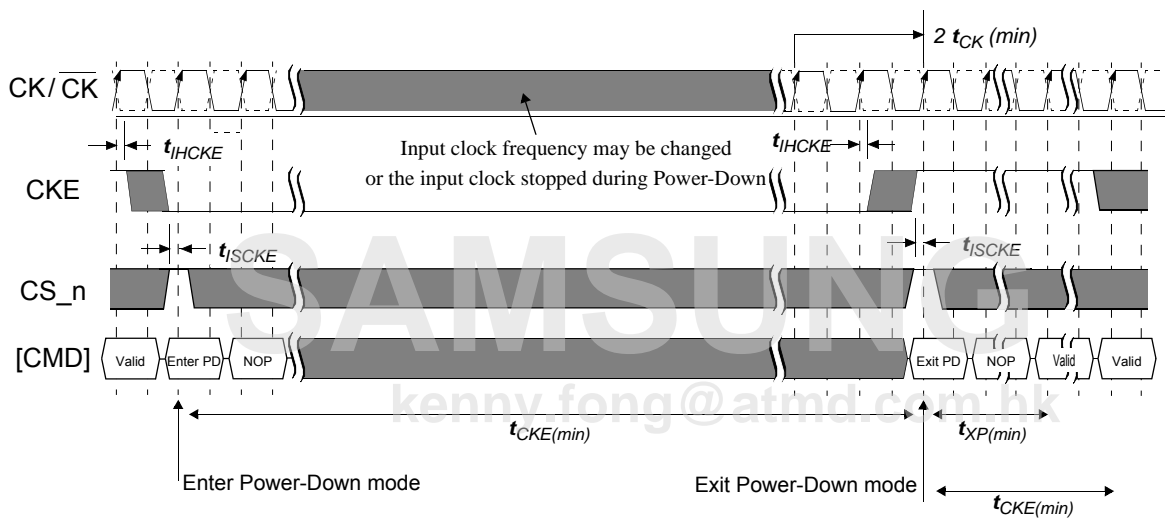 2 tCK (min)
CK / CK
tIHCKE
Input clock frequency may be changed
or the input clock stopped during Power-Down
tIHCKE
CKE
tISCKE
tISCKE
SAMSUNG
CS_n
[CMD]
Valid
Enter PD
NOP
Exit PD
NOP
Valid
Valid
kenny.fong@atmd.com.hk
tCKE(min)
tXP(min)
Enter Power-Down mode
Exit Power-Down mode
tCKE(min)